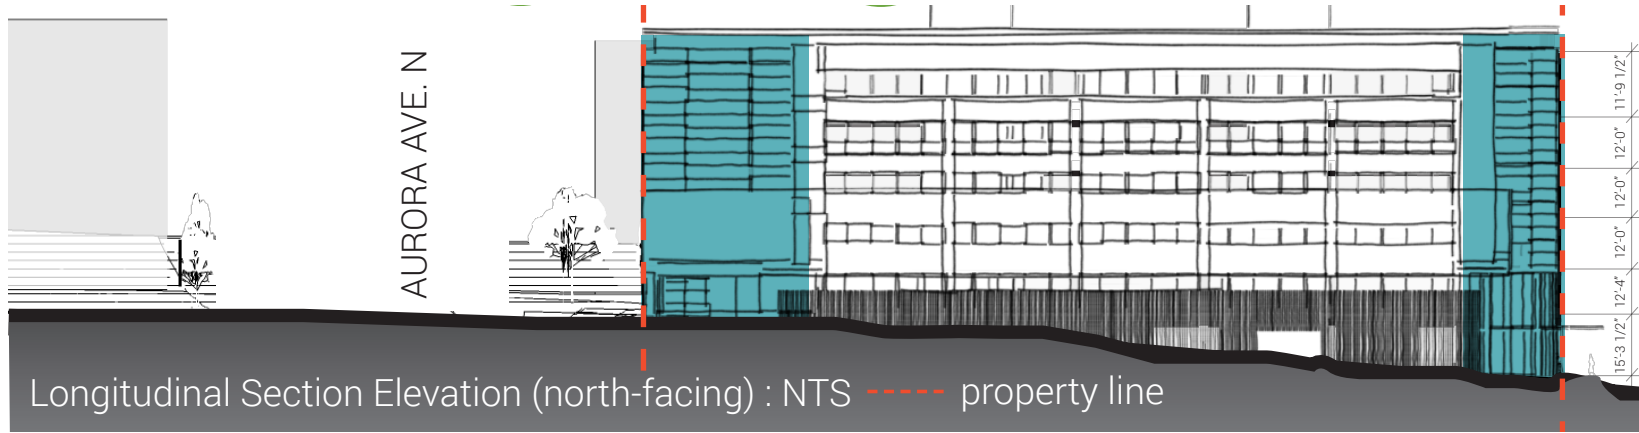 AURORA AVE. N
11'-9 1/2"
12'-0"
12'-0"
12'-0"
12'-4"
15'-3 1/2"
Longitudinal Section Elevation (north-facing) : NTS
property line